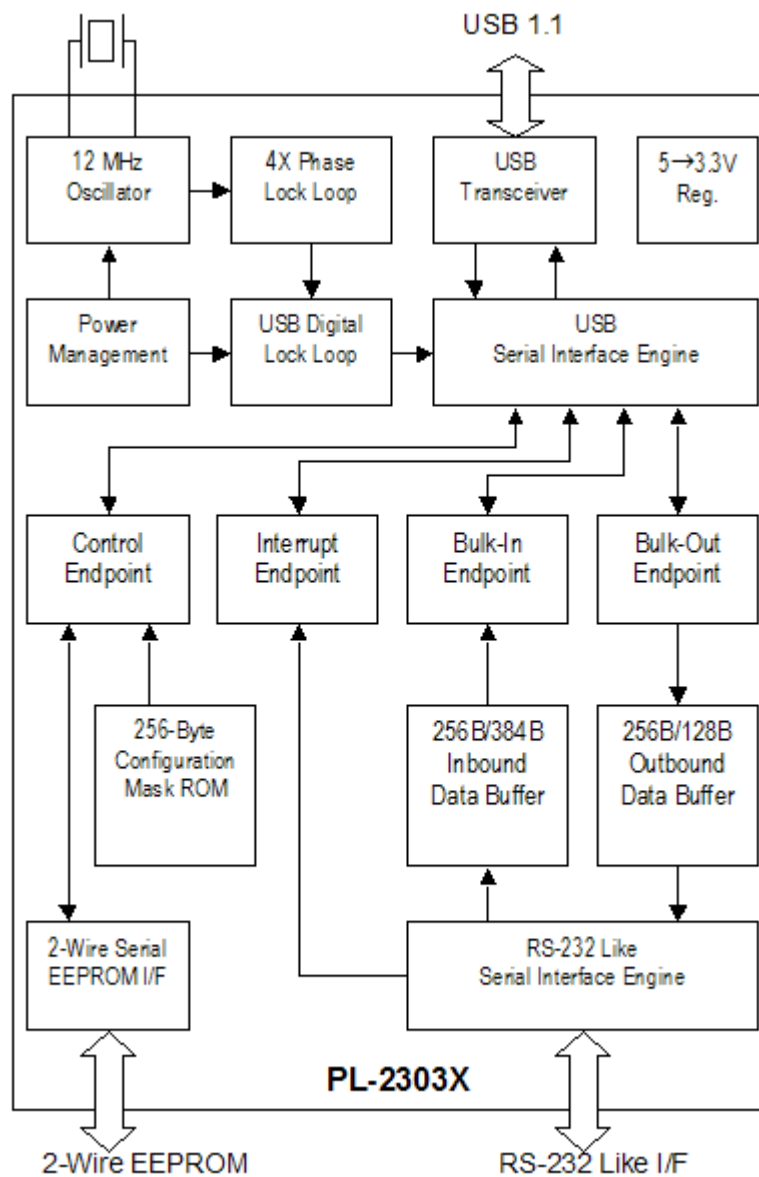 USB 1.1
12 MHz
Oscillator
4X Phase
Lock Loop
USB
Transceiver
5→3.3V
Reg.
Power
Management
USB Digital
Lock Loop
USB
Serial Interface Engine
Control
Endpoint
Interrupt
Endpoint
Bulk-In
Endpoint
Bulk-Out
Endpoint
256-Byte
Configuration
Mask ROM
256B/384B
Inbound
Data Buffer
256B/128B
Outbound
Data Buffer
2-Wire Serial
EEPROM I/F
RS-232 Like
Serial Interface Engine
PL-2303X
2-Wire EEPROM
RS-232 Like I/F